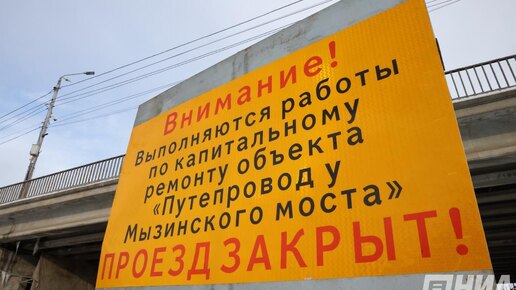 Внимание!
Выполняются работы
по капитальному
ремонту объекта
«Путепровод у
Мызинского моста»
ПРОЕЗД ЗАКРЫТ!
НИА